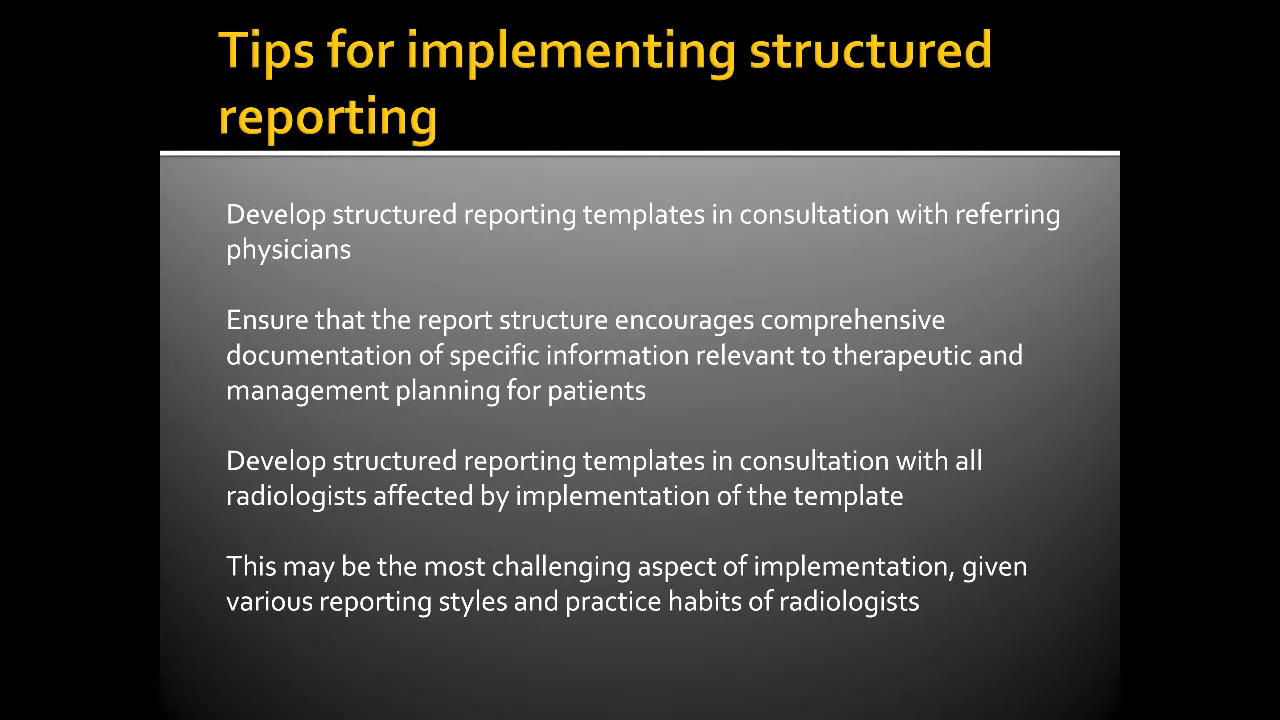 Tips for implementing structured
reporting
Develop structured reporting templates in consultation with referring
physicians
Ensure that the report structure encourages comprehensive
documentation of specific information relevant to therapeutic and
management planning for patients
Develop structured reporting templates in consultation with all
radiologists affected by implementation of the template
This may be the most challenging aspect of implementation, given
various reporting styles and practice habits of radiologists